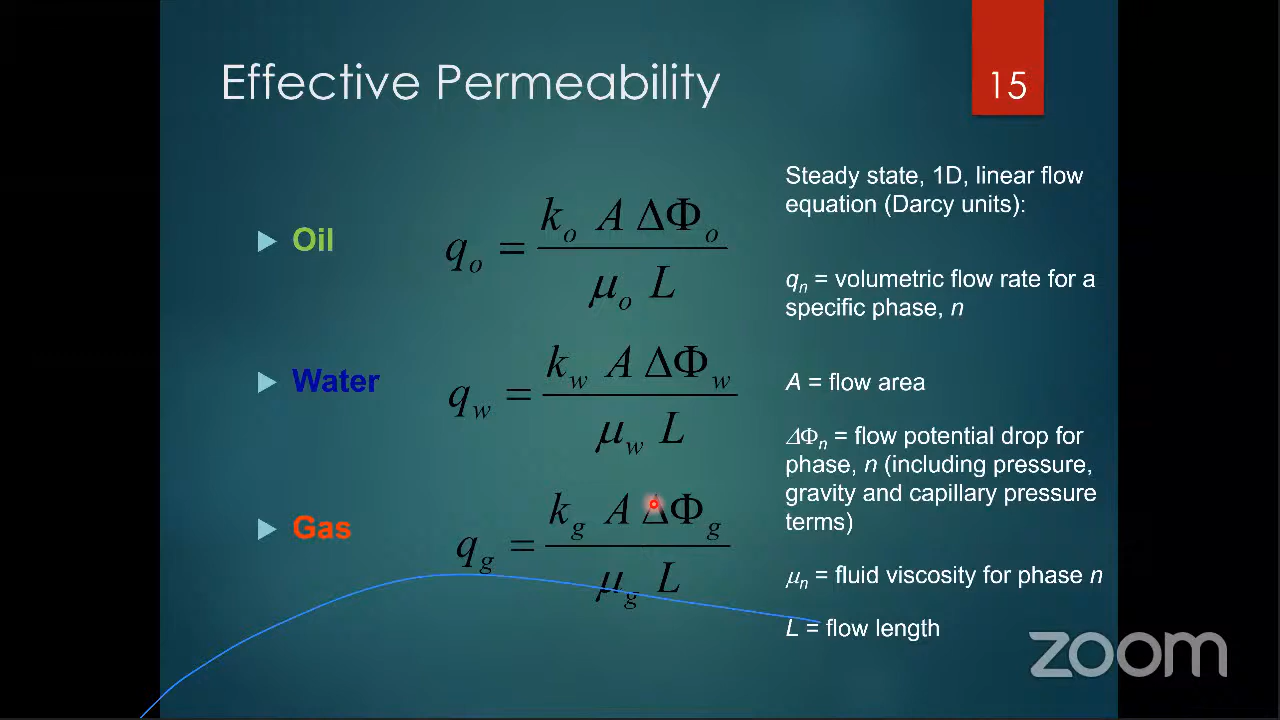 Effective Permeability
15
Oil
q_o = k_o A ΔΦ_o / μ_o L
Water
q_w = k_w A ΔΦ_w / μ_w L
Gas
q_g = k_g A ΔΦ_g / μ_g L
Steady state, 1D, linear flow
equation (Darcy units):
q_n = volumetric flow rate for a
specific phase, n
A = flow area
ΔΦ_n = flow potential drop for
phase, n (including pressure,
gravity and capillary pressure
terms)
μ_n = fluid viscosity for phase n
L = flow length
zoom